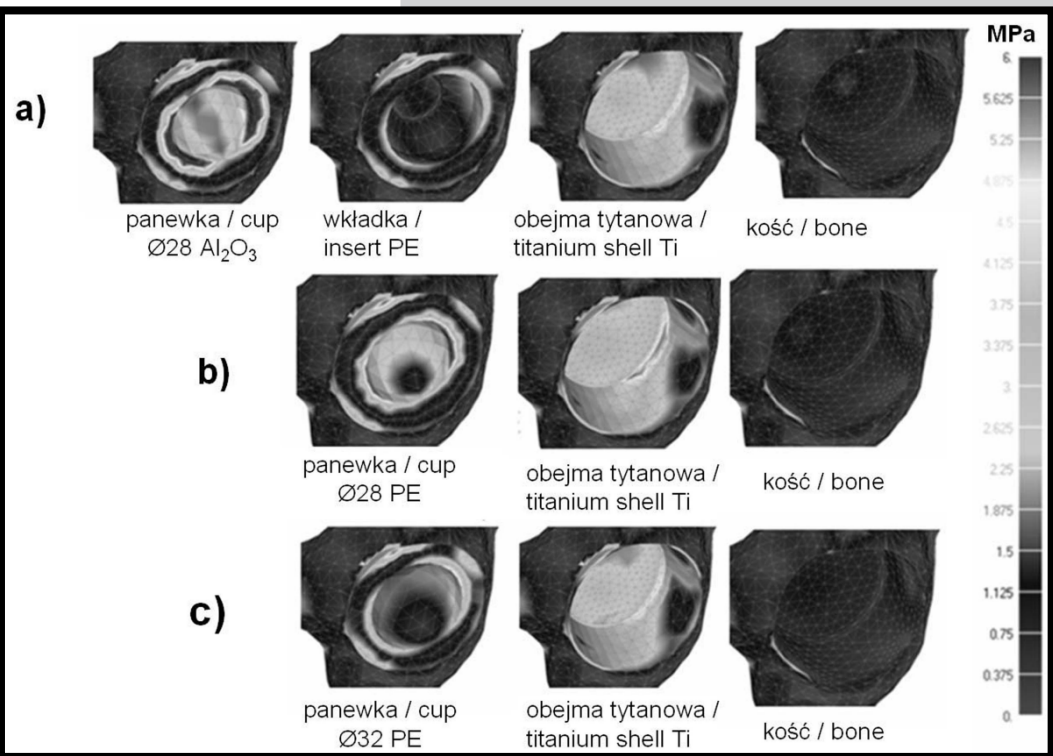 MPa
6.
5.625
5.25
4.875
4.5
4.125
3.75
3.375
3.
2.625
2.25
1.875
1.5
1.125
0.75
0.375
0.
a)
panewka / cup
Ø28 Al₂O₃
wkładka /
insert PE
obejma tytanowa /
titanium shell Ti
kość / bone
b)
panewka / cup
Ø28 PE
obejma tytanowa /
titanium shell Ti
kość / bone
c)
panewka / cup
Ø32 PE
obejma tytanowa /
titanium shell Ti
kość / bone